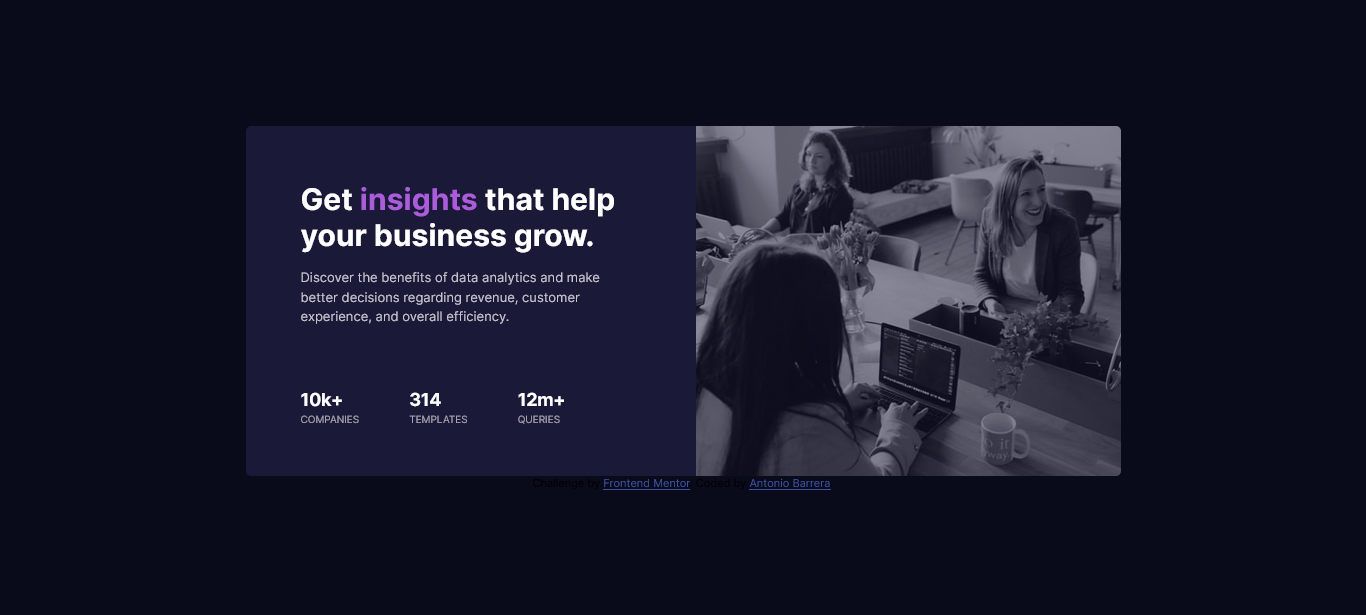 Get insights that help
your business grow.
Discover the benefits of data analytics and make
better decisions regarding revenue, customer
experience, and overall efficiency.
10k+ 314 12m+
COMPANIES TEMPLATES QUERIES
Challenge by Frontend Mentor. Coded by Antonio Barrera